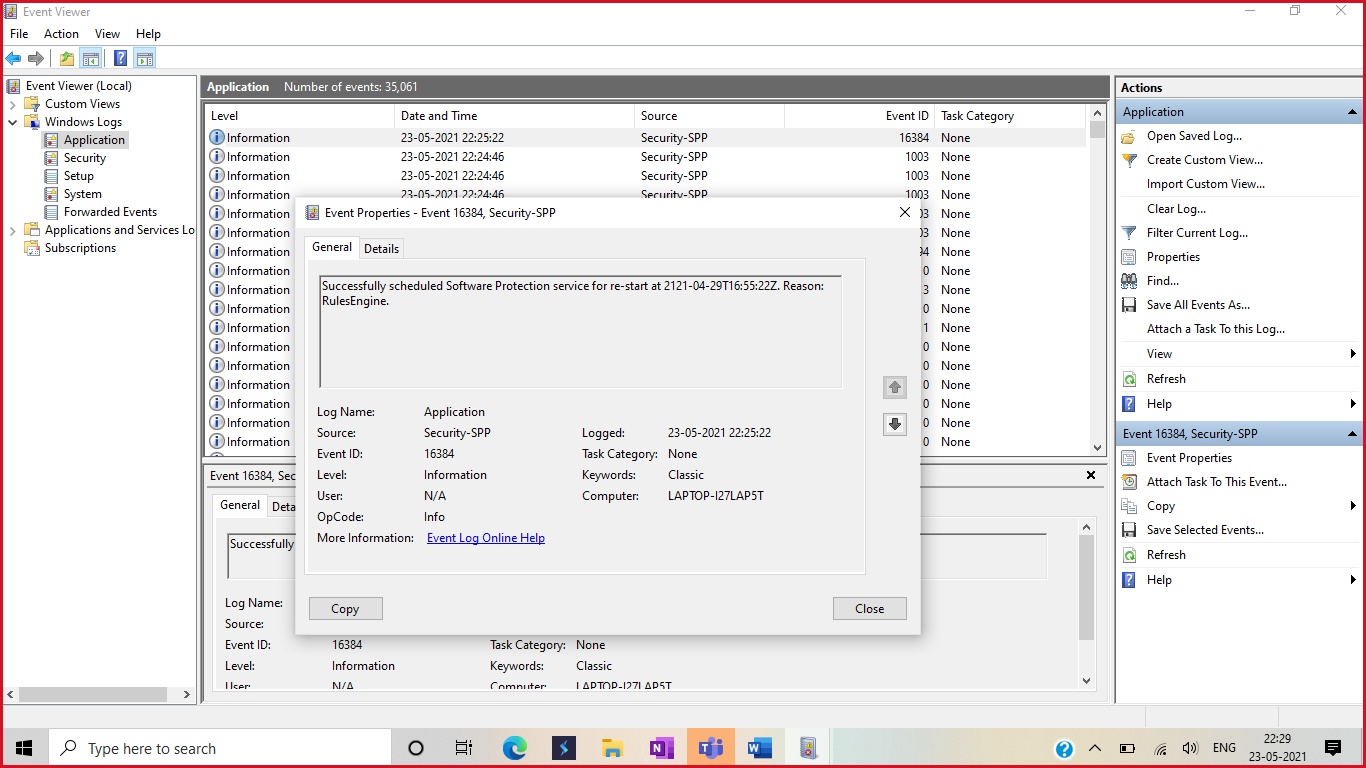 Event Viewer
File Action View Help
Event Viewer (Local)
Custom Views
Windows Logs
Application
Security
Setup
System
Forwarded Events
Applications and Services Lo
Subscriptions
Application Number of events: 35,061
Level Date and Time Source Event ID Task Category
Information 23-05-2021 22:25:22 Security-SPP 16384 None
Information 23-05-2021 22:24:46 Security-SPP 1003 None
Information 23-05-2021 22:24:46 Security-SPP 1003 None
Information 23-05-2021 22:24:46 Security-SPP 1003 None
Information 03 None
Information 03 None
Information 94 None
Information 0 None
Information 3 None
Information 0 None
Information 1 None
Information 0 None
Information 0 None
Information 0 None
Information 0 None
Information 0 None
Information 0 None
Event Properties - Event 16384, Security-SPP
General Details
Successfully scheduled Software Protection service for re-start at 2121-04-29T16:55:22Z. Reason:
RulesEngine.
Log Name: Application
Source: Security-SPP Logged: 23-05-2021 22:25:22
Event ID: 16384 Task Category: None
Level: Information Keywords: Classic
User: N/A Computer: LAPTOP-I27LAP5T
OpCode: Info
More Information: Event Log Online Help
Copy Close
Event 16384, Sec
General Deta
Successfully
Log Name:
Source:
Event ID: 16384 Task Category: None
Level: Information Keywords: Classic
User: N/A Computer: LAPTOP-I27LAP5T
Actions
Application
Open Saved Log...
Create Custom View...
Import Custom View...
Clear Log...
Filter Current Log...
Properties
Find...
Save All Events As...
Attach a Task To this Log...
View
Refresh
Help
Event 16384, Security-SPP
Event Properties
Attach Task To This Event...
Copy
Save Selected Events...
Refresh
Help
Type here to search
ENG
22:29
23-05-2021